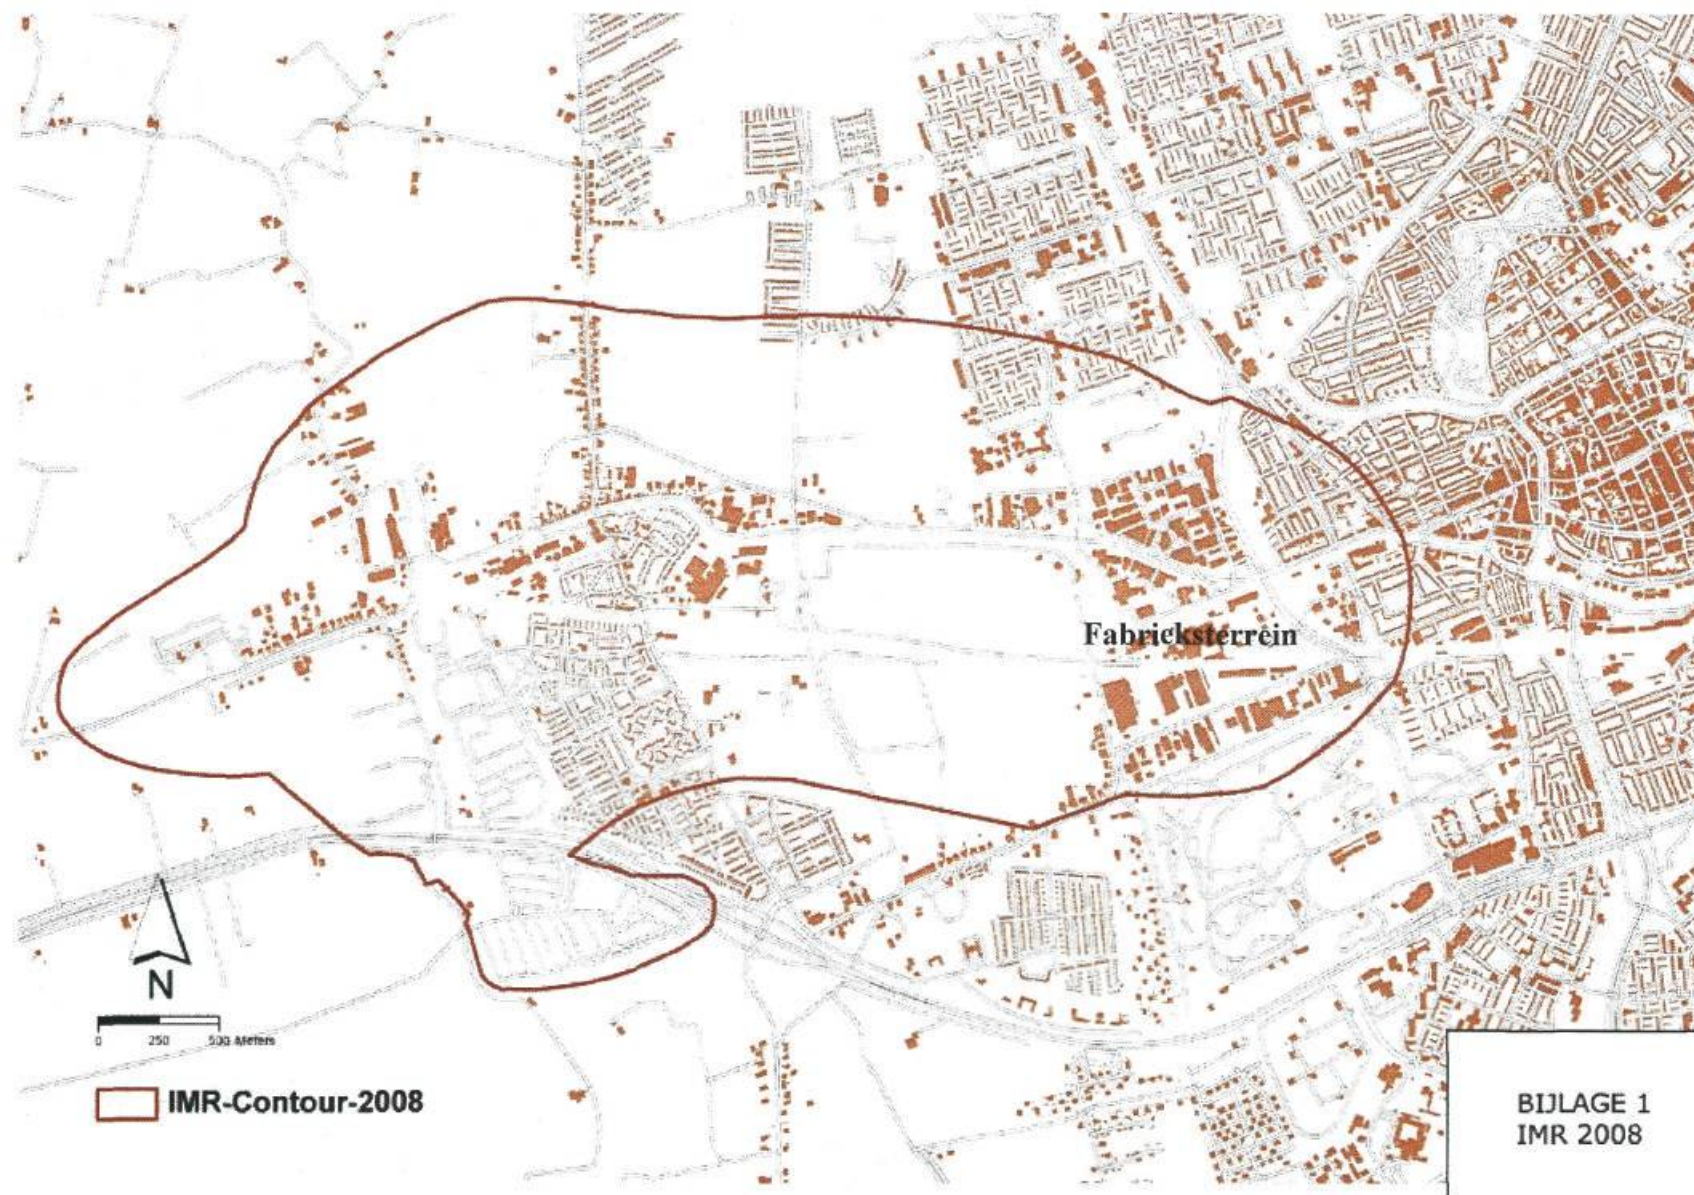 Fabrieksterrein
N
0 250 500 Meters
IMR-Contour-2008
BIJLAGE 1
IMR 2008